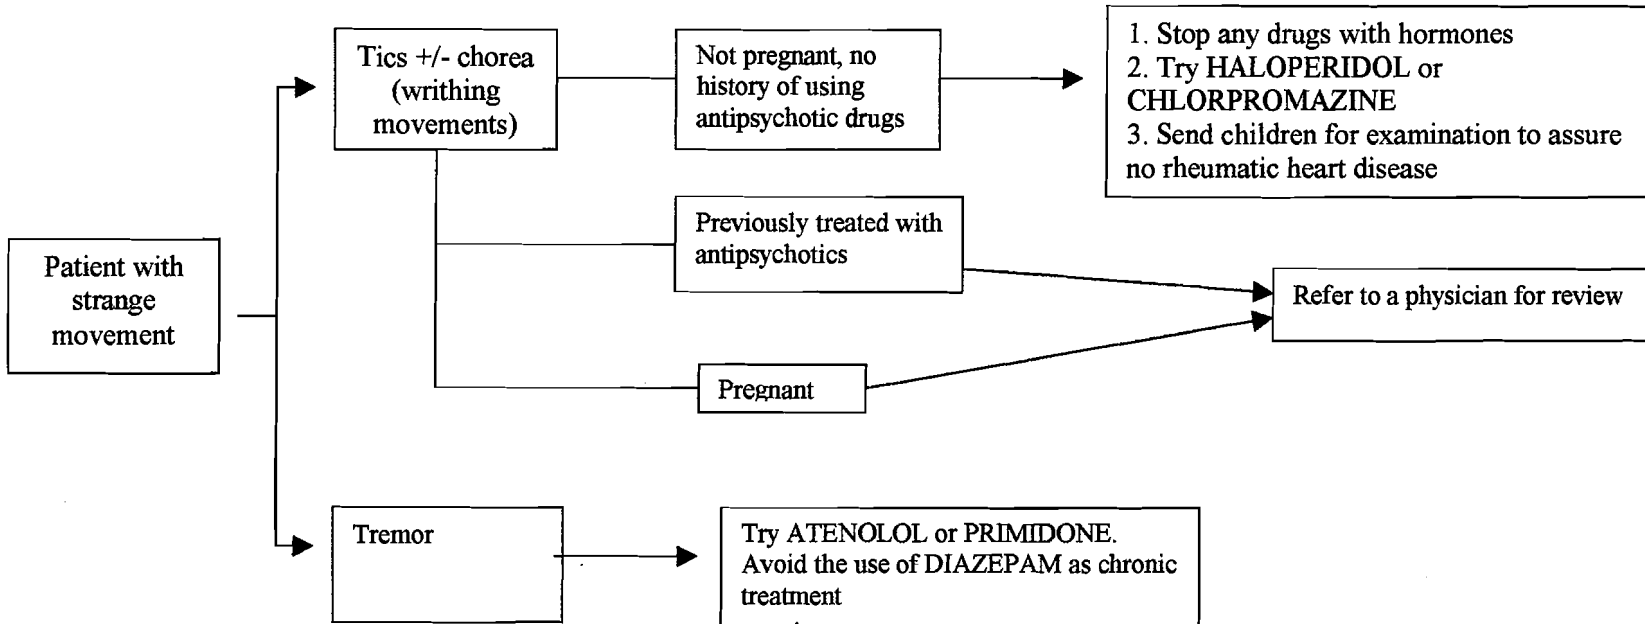 Patient with
strange
movement
Tics +/- chorea
(writhing
movements)
Not pregnant, no
history of using
antipsychotic drugs
1. Stop any drugs with hormones
2. Try HALOPERIDOL or
CHLORPROMAZINE
3. Send children for examination to assure
no rheumatic heart disease
Previously treated with
antipsychotics
Refer to a physician for review
Pregnant
Tremor
Try ATENOLOL or PRIMIDONE.
Avoid the use of DIAZEPAM as chronic
treatment